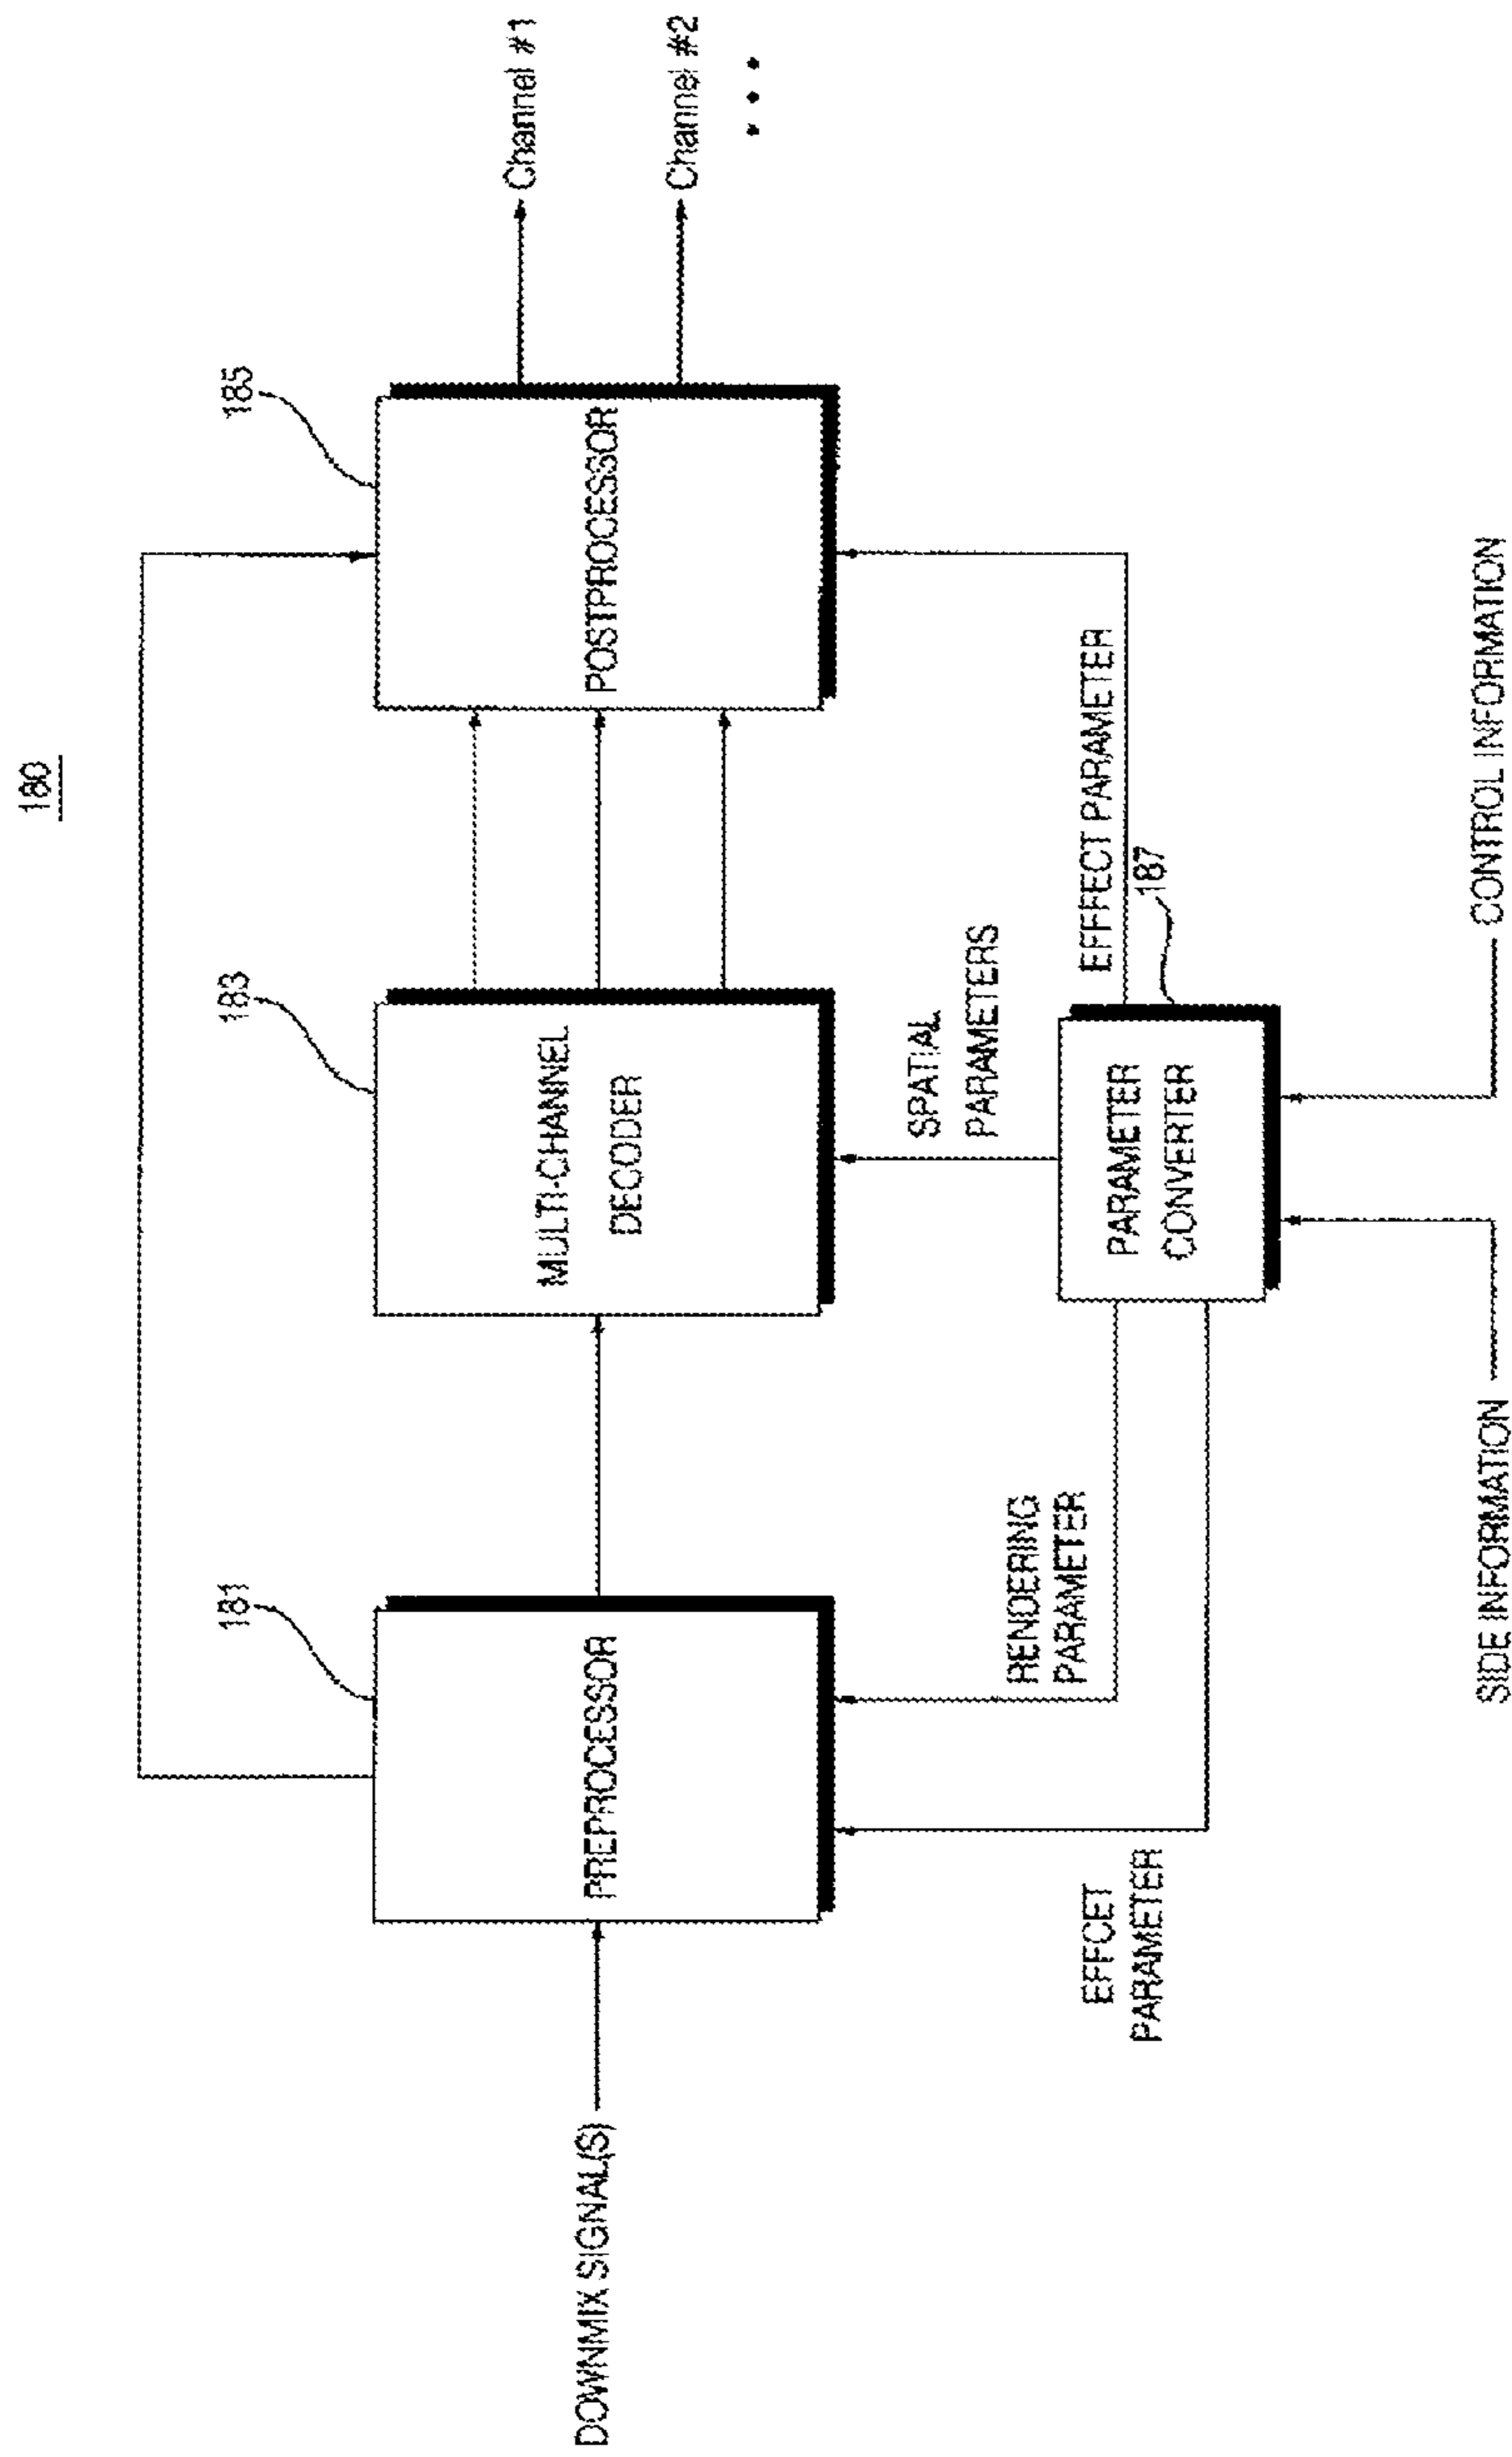 180
185
183
181
Channel #1
Channel #2
DOWNMIX SIGNAL(S)
PREPROCESSOR
MULTI-CHANNEL
DECODER
POSTPROCESSOR
SPATIAL
PARAMETERS
RENDERING
PARAMETER
EFFCET
PARAMETER
EFFFECT PARAMETER
187
PARAMETER
CONVERTER
SIDE INFORMATION
CONTROL INFORMATION